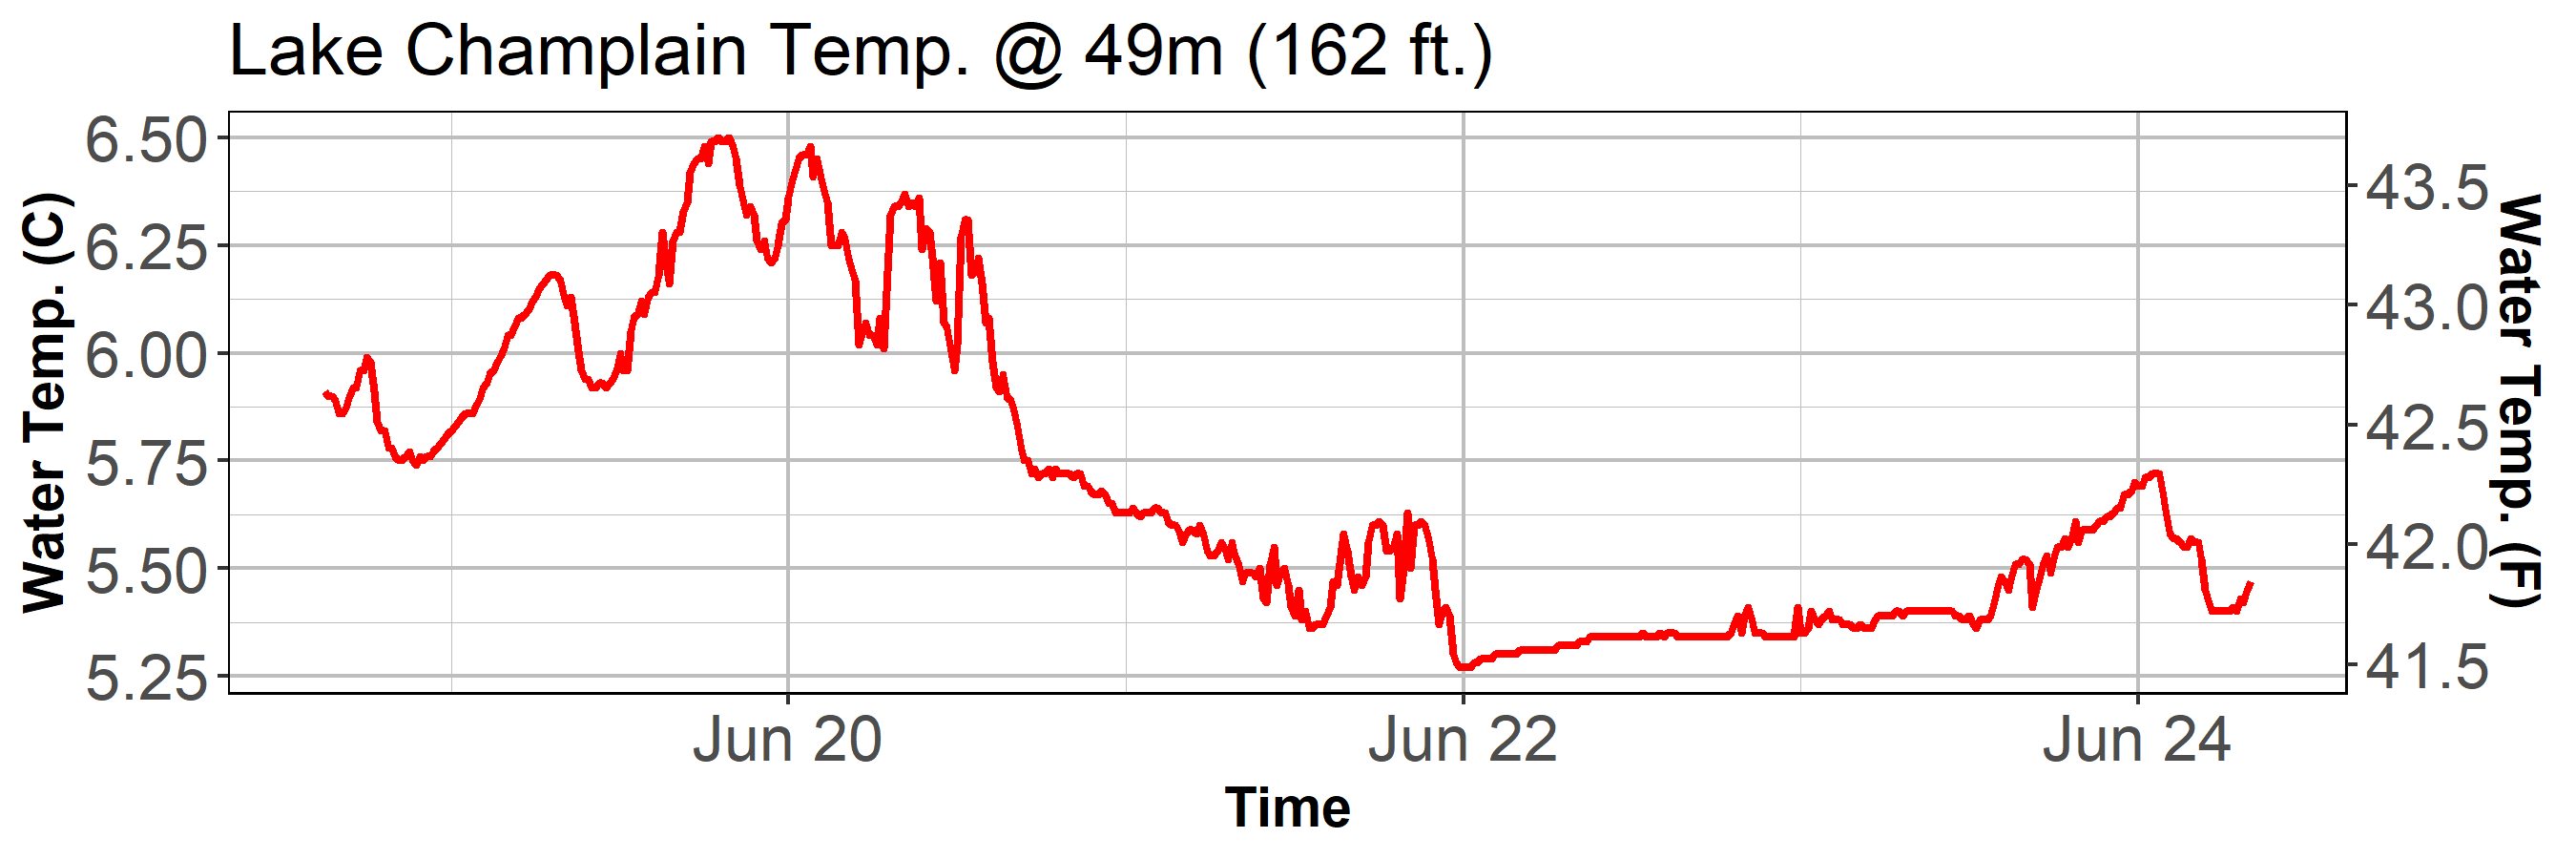 Lake Champlain Temp. @ 49m (162 ft.)
Water Temp. (C)
6.50
6.25
6.00
5.75
5.50
5.25
43.5
43.0
42.5
42.0
41.5
Water Temp. (F)
Jun 20
Jun 22
Jun 24
Time